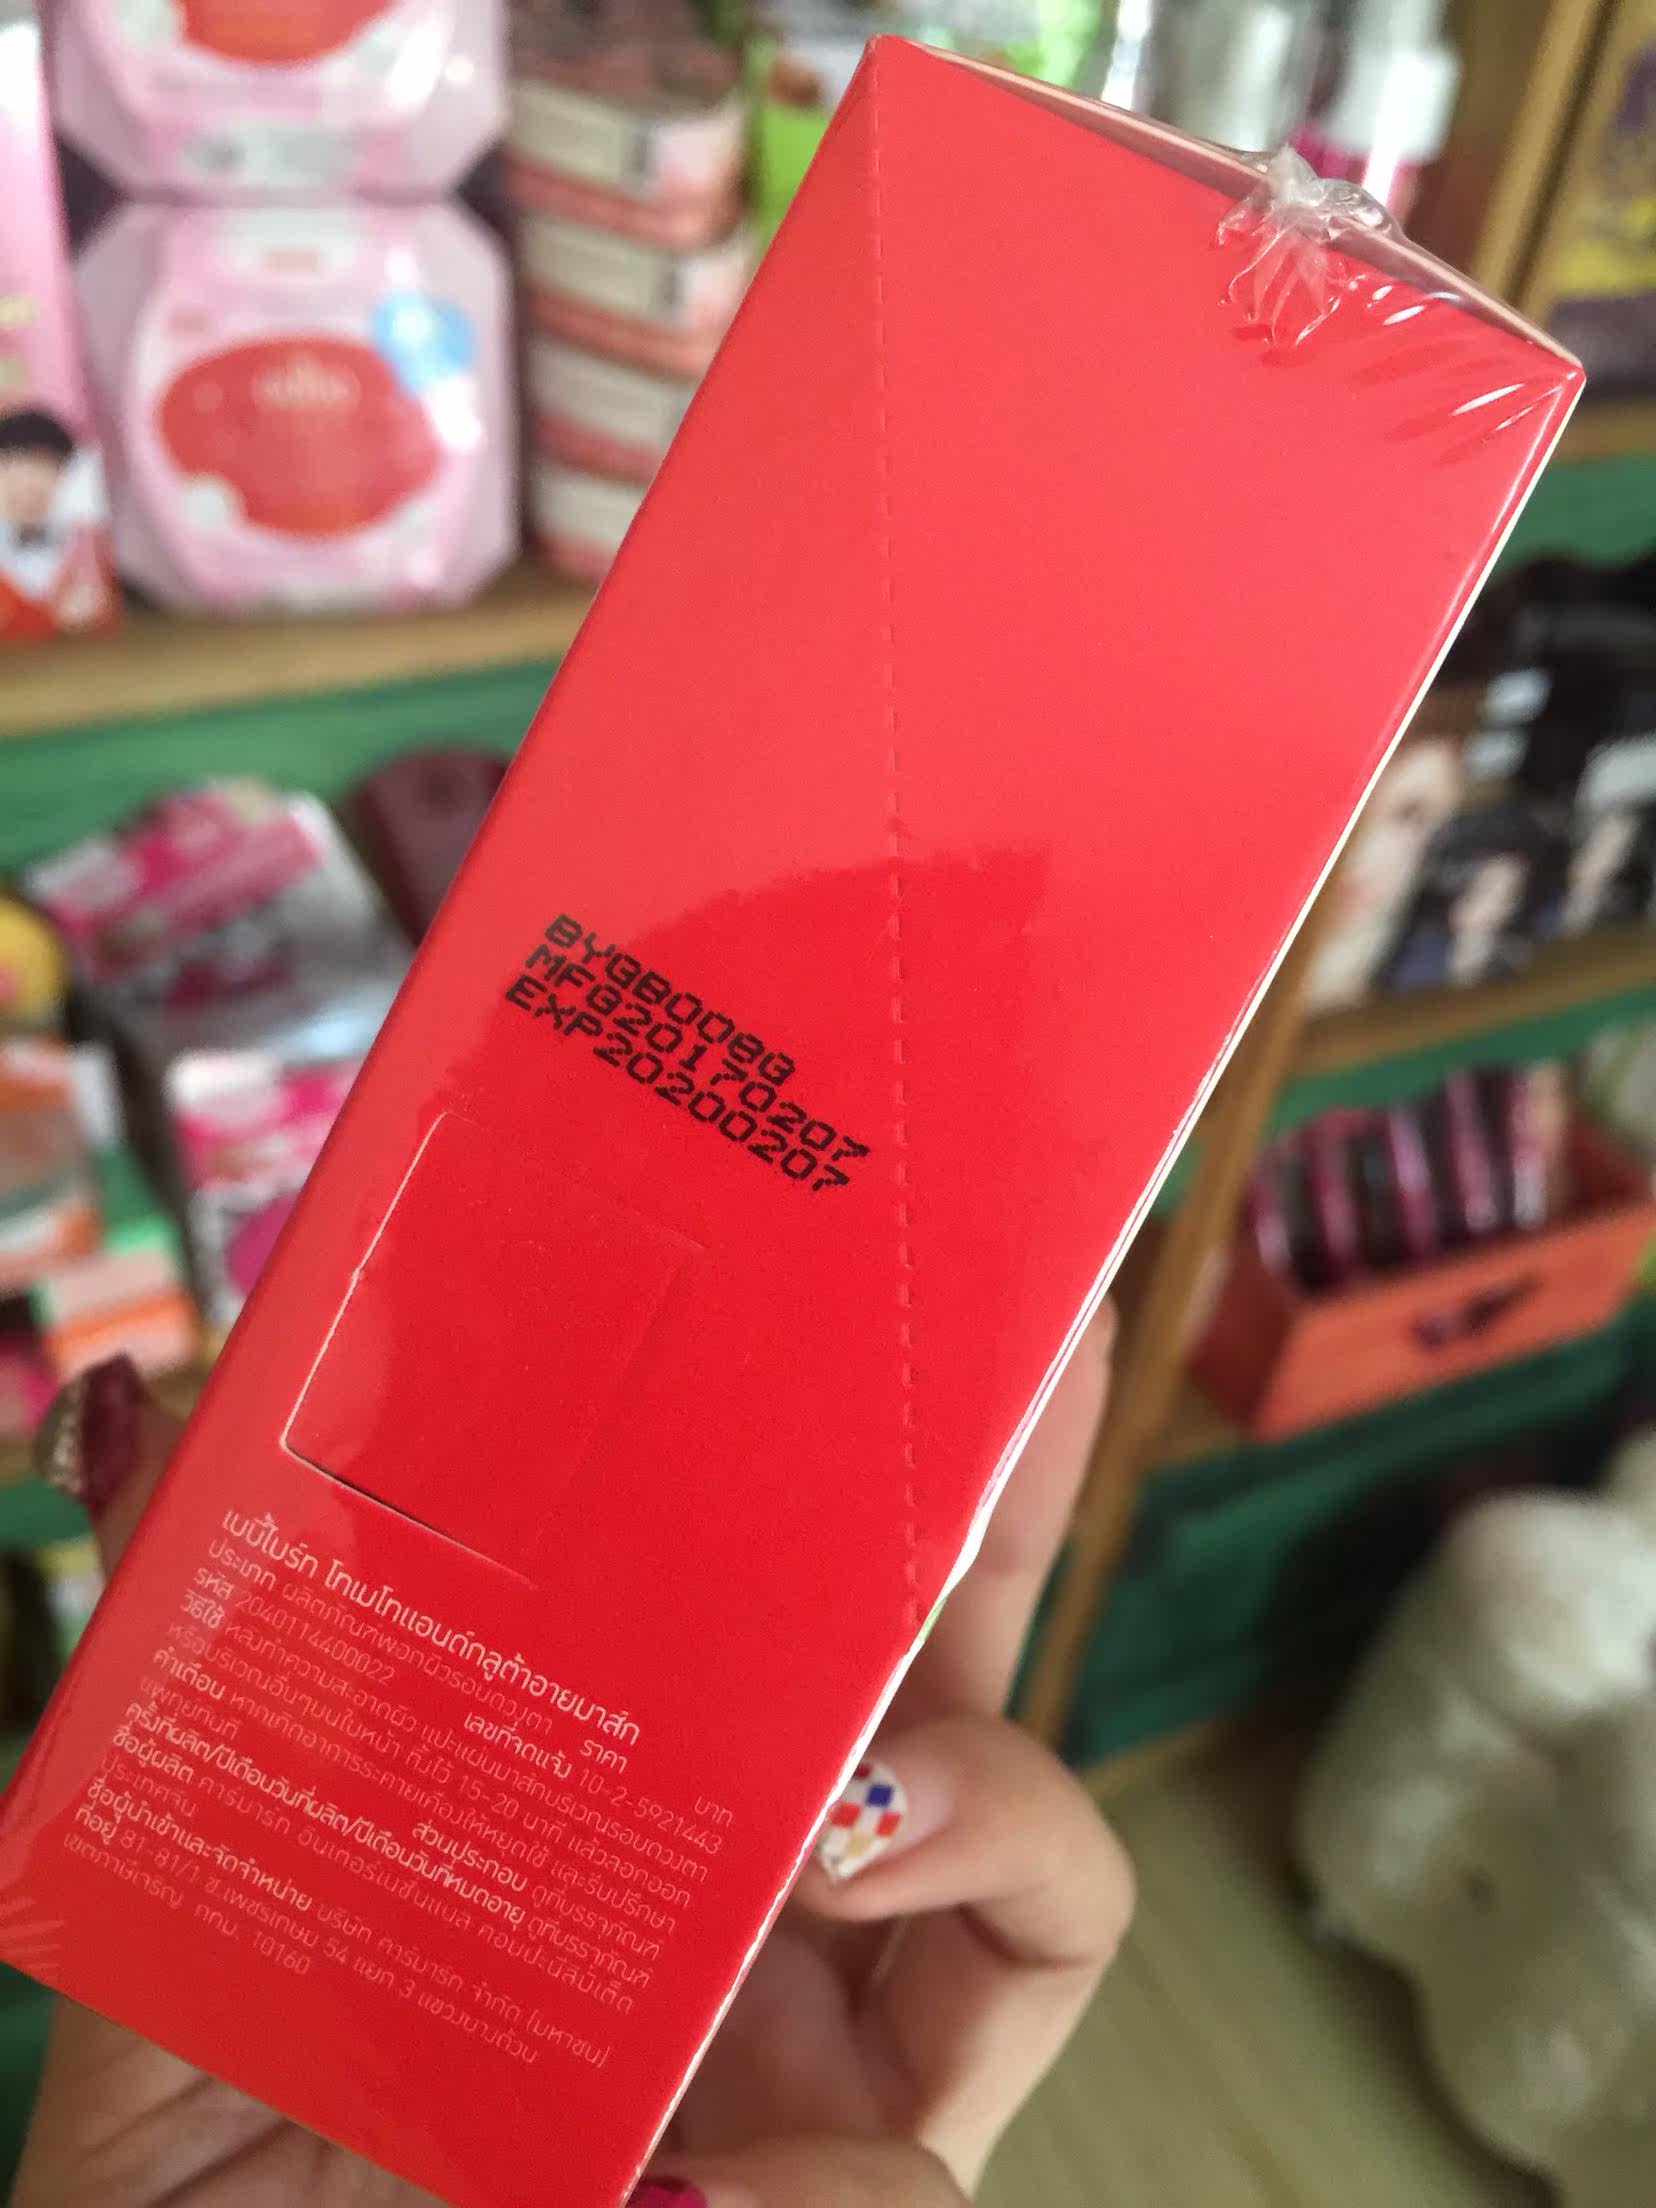 BYGB008G
MFG20170207
EXP20200207
เบบี้ไบร์ท โทเมโทแอนด์กลูต้าอายมาส์ก
ประเภท ผลิตภัณฑ์พอกผิวรอบดวงตา ราคา บาท
รหัส 2040114400022 เลขที่จดแจ้ง 10-2-5921443
วิธีใช้ หลังทำความสะอาดผิว แปะแผ่นมาส์กบริเวณรอบดวงตา
หรือบริเวณอื่นๆบนใบหน้า ทิ้งไว้ 15-20 นาที แล้วลอกออก
คำเตือน หากเกิดอาการระคายเคืองให้หยุดใช้ และรีบปรึกษา
แพทย์ทันที ส่วนประกอบ ดูที่บรรจุภัณฑ์
ครั้งที่ผลิต/ปีเดือนวันที่ผลิต/ปีเดือนวันที่หมดอายุ ดูที่บรรจุภัณฑ์
ชื่อผู้ผลิต คาร์มาร์ท อินเตอร์เนชั่นแนล คอมปะนีลิมิเต็ด
ประเทศจีน
ชื่อผู้นำเข้าและจัดจำหน่าย บริษัท คาร์มาร์ท จำกัด (มหาชน)
ที่อยู่ 81, 81/1 ซ.เพชรเกษม 54 แยก 3 แขวงบางด้วน
เขตภาษีเจริญ กทม. 10160